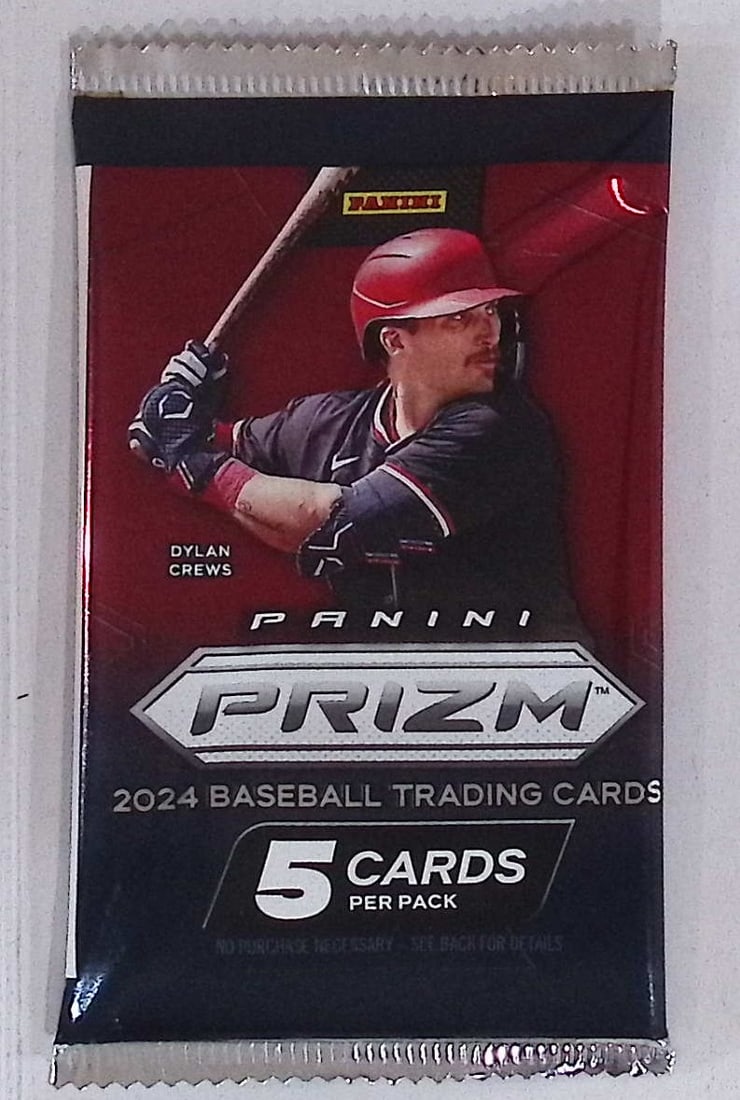 PANINI
DYLAN
CREWS
PANINI
PRIZM™
2024 BASEBALL TRADING CARDS
5 CARDS
PER PACK
NO PURCHASE NECESSARY - SEE BACK FOR DETAILS